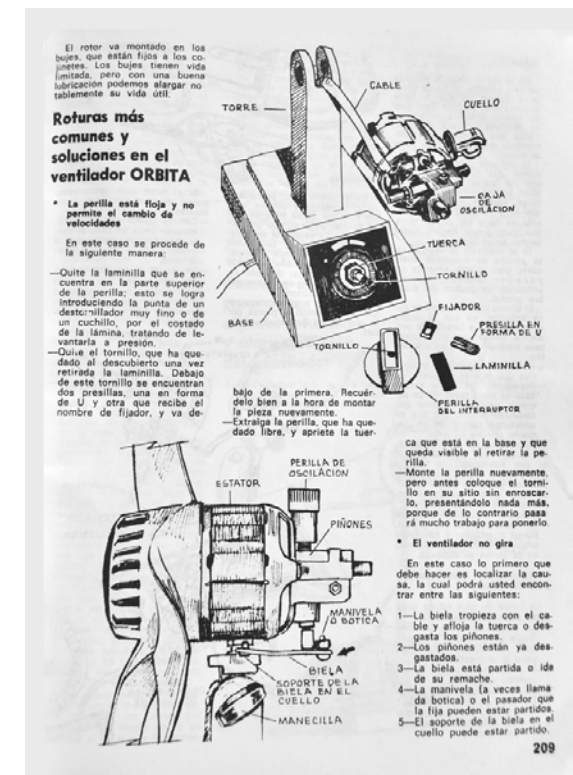 El rotor va montado en los
bujes, que están fijos a los co-
jinetes. Los bujes tienen vida
limitada, pero con una buena
lubricación podemos alargar no
tablemente su vida útil.
Roturas más
comunes y
soluciones en el
ventilador ORBITA
* La perilla está floja y no
permite el cambio de
velocidades
En este caso se procede de
la siguiente manera:
—Quite la laminilla que se en-
cuentra en la parte superior
de la perilla; esto se logra
introduciendo la punta de un
destornillador muy fino o de
un cuchillo, por el costado
de la lámina, tratando de le-
vantarla a presión.
—Quite el tornillo, que ha que-
dado al descubierto una vez
retirada la laminilla. Debajo
de este tornillo se encuentran
dos presillas, una en forma
de U y otra que recibe el
nombre de fijador, y va de-
bajo de la primera. Recuér-
delo bien a la hora de montar
la pieza nuevamente.
—Extraiga la perilla, que ha que-
dado libre, y apriete la tuer-
ca que está en la base y que
queda visible al retirar la pe-
rilla.
—Monte la perilla nuevamente,
pero antes coloque el torni-
llo en su sitio sin enroscar-
lo, presentándolo nada más,
porque de lo contrario pasa
rá mucho trabajo para ponerlo.
* El ventilador no gira
En este caso lo primero que
debe hacer es localizar la cau-
sa, la cual podrá usted encon-
trar entre las siguientes:
1—La biela tropieza con el ca-
ble y afloja la tuerca o des-
gasta los piñones.
2—Los piñones están ya des-
gastados.
3—La biela está partida o ida
de su remache.
4—La manivela (a veces llama
da botica) o el pasador que
la fija pueden estar partidos.
5—El soporte de la biela en el
cuello puede estar partido.
TORRE
CABLE
CUELLO
CAJA
DE
OSCILACIÓN
TUERCA
TORNILLO
BASE
FIJADOR
PRESILLA EN
FORMA DE U
TORNILLO
LAMINILLA
PERILLA
DEL INTERRUPTOR
ESTATOR
PERILLA DE
OSCILACIÓN
PIÑONES
MANIVELA
O BOTICA
BIELA
SOPORTE DE LA
BIELA EN EL
CUELLO
MANECILLA
209